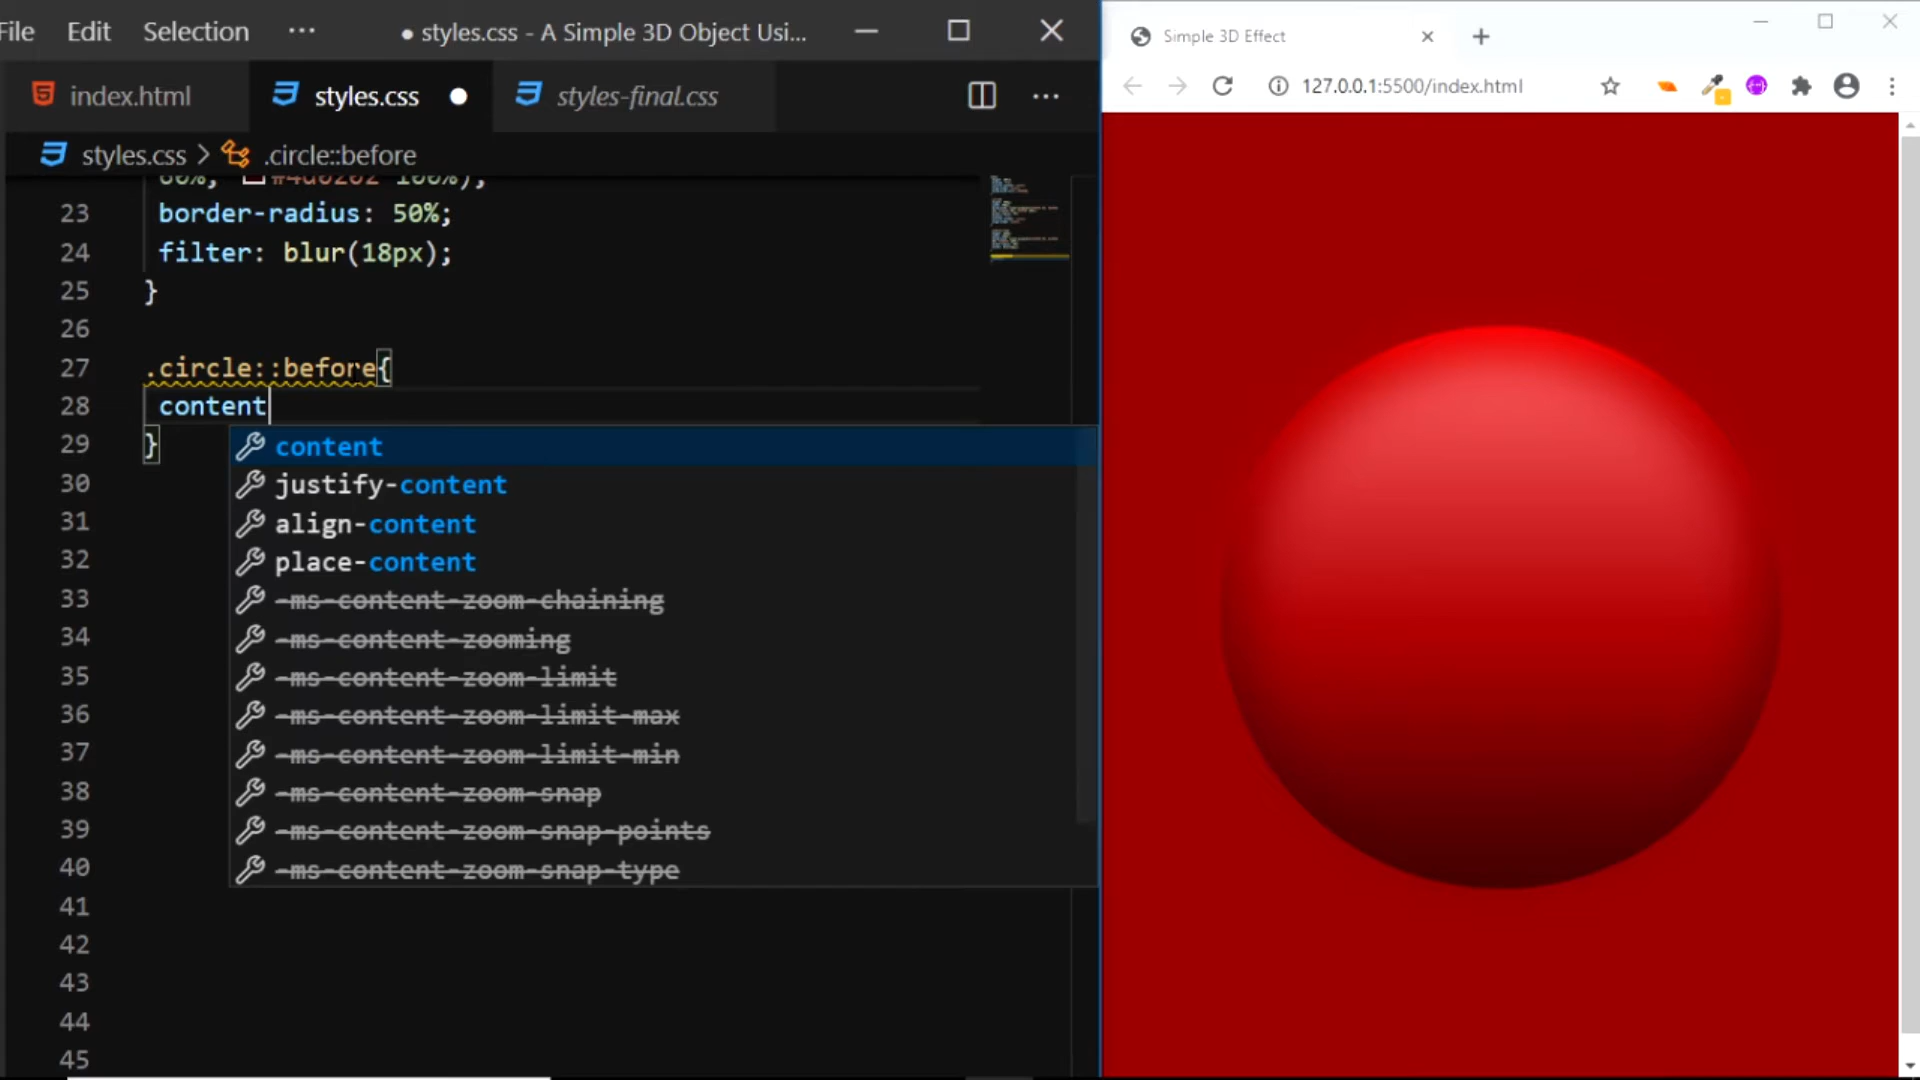 File Edit Selection ··· ● styles.css - A Simple 3D Object Usi...
index.html styles.css ● styles-final.css ···
styles.css > .circle::before
80%, #4d0202 100%);
23 border-radius: 50%;
24 filter: blur(18px);
25 }
26
27 .circle::before{
28 content
29 }
content
justify-content
align-content
place-content
-ms-content-zoom-chaining
-ms-content-zooming
-ms-content-zoom-limit
-ms-content-zoom-limit-max
-ms-content-zoom-limit-min
-ms-content-zoom-snap
-ms-content-zoom-snap-points
-ms-content-zoom-snap-type
30
31
32
33
34
35
36
37
38
39
40
41
42
43
44
45
Simple 3D Effect
127.0.0.1:5500/index.html